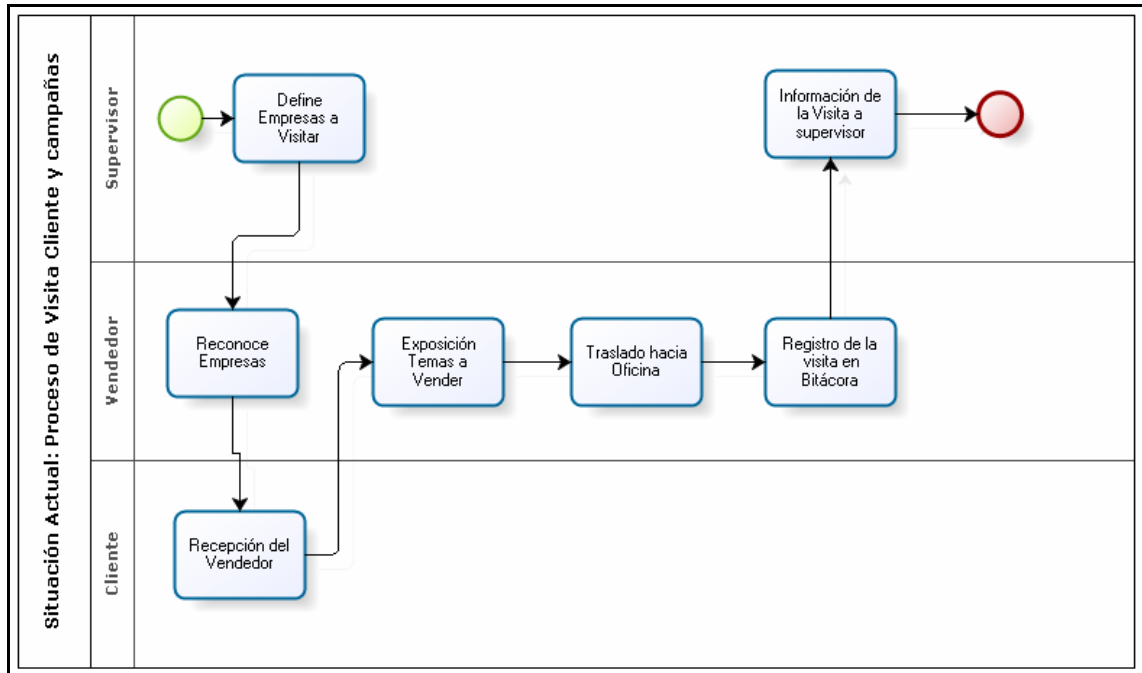 Situación Actual: Proceso de Visita Cliente y campañas
Supervisor
Define
Empresas a
Visitar
Información de
la Visita a
supervisor
Vendedor
Reconoce
Empresas
Exposición
Temas a
Vender
Traslado hacia
Oficina
Registro de la
visita en
Bitácora
Cliente
Recepción del
Vendedor